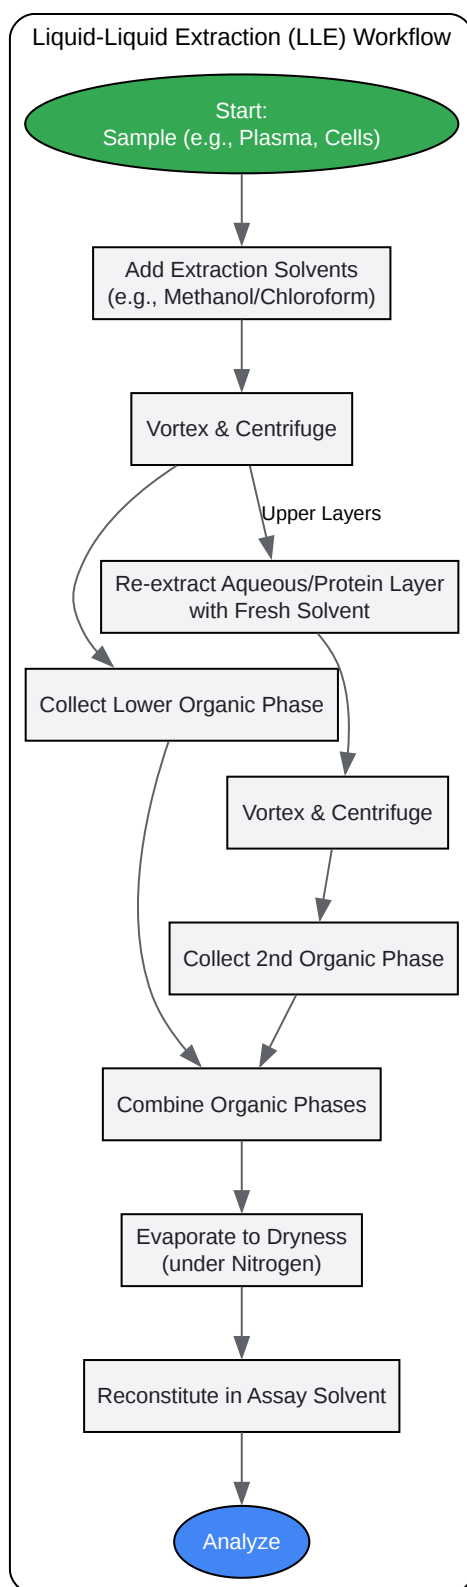 Liquid-Liquid Extraction (LLE) Workflow
Start:
Sample (e.g., Plasma, Cells)
Add Extraction Solvents
(e.g., Methanol/Chloroform)
Vortex & Centrifuge
Upper Layers
Re-extract Aqueous/Protein Layer
with Fresh Solvent
Collect Lower Organic Phase
Vortex & Centrifuge
Collect 2nd Organic Phase
Combine Organic Phases
Evaporate to Dryness
(under Nitrogen)
Reconstitute in Assay Solvent
Analyze